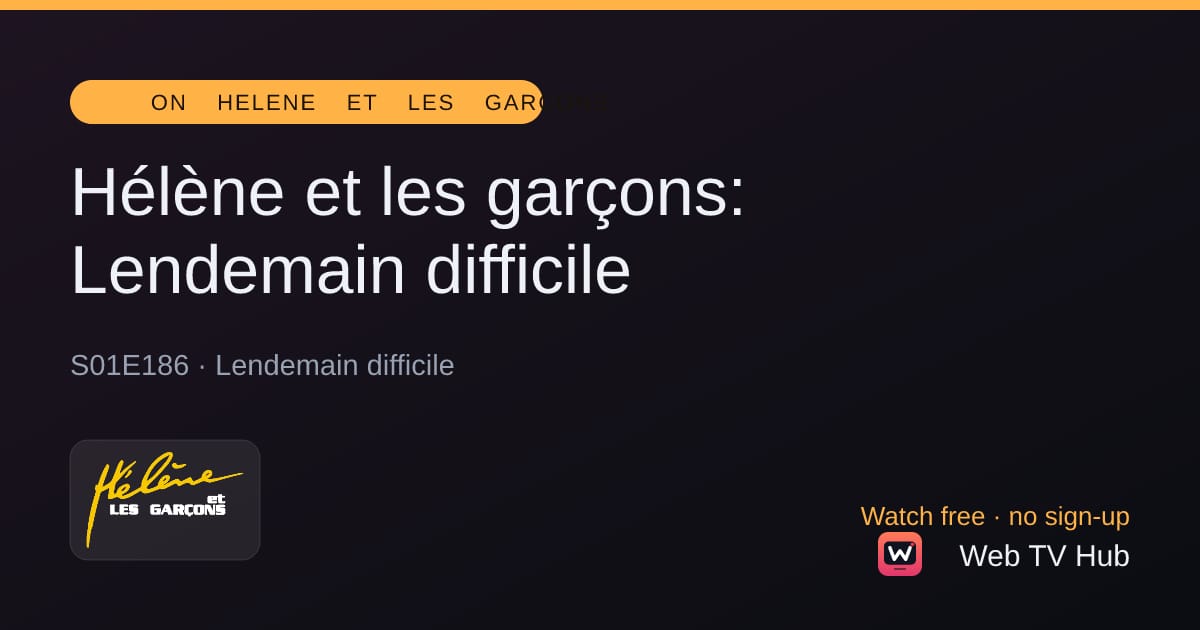 ON HELENE ET LES GARÇONS
Hélène et les garçons:
Lendemain difficile
S01E186 · Lendemain difficile
Hélène
et
LES GARÇONS
Watch free · no sign-up
W
Web TV Hub